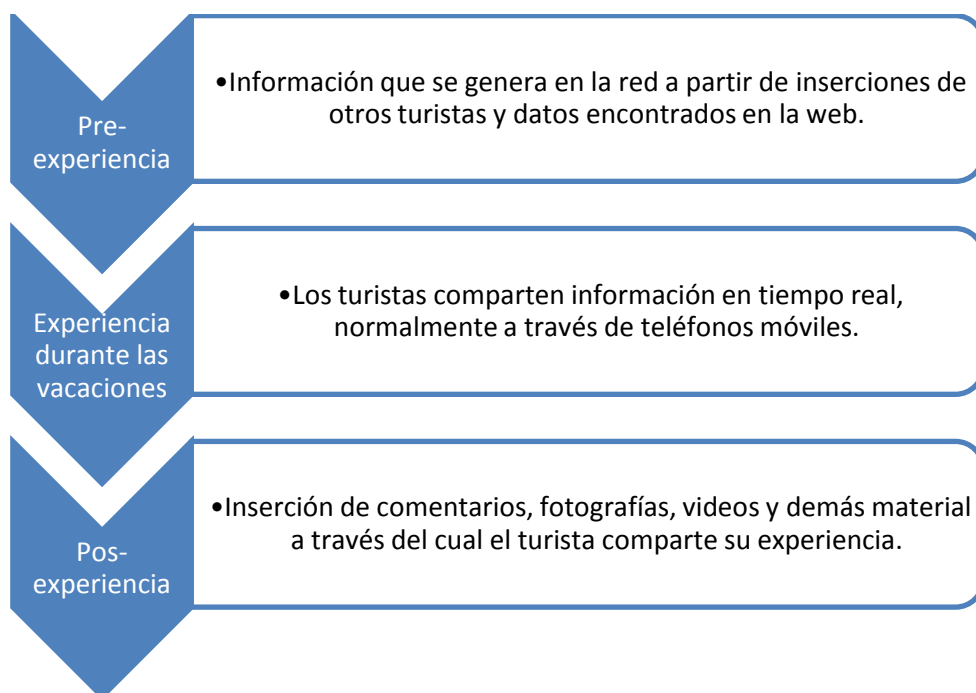 Pre-
experiencia
•Información que se genera en la red a partir de inserciones de
otros turistas y datos encontrados en la web.
Experiencia
durante las
vacaciones
•Los turistas comparten información en tiempo real,
normalmente a través de teléfonos móviles.
Pos-
experiencia
•Inserción de comentarios, fotografías, videos y demás material
a través del cual el turista comparte su experiencia.